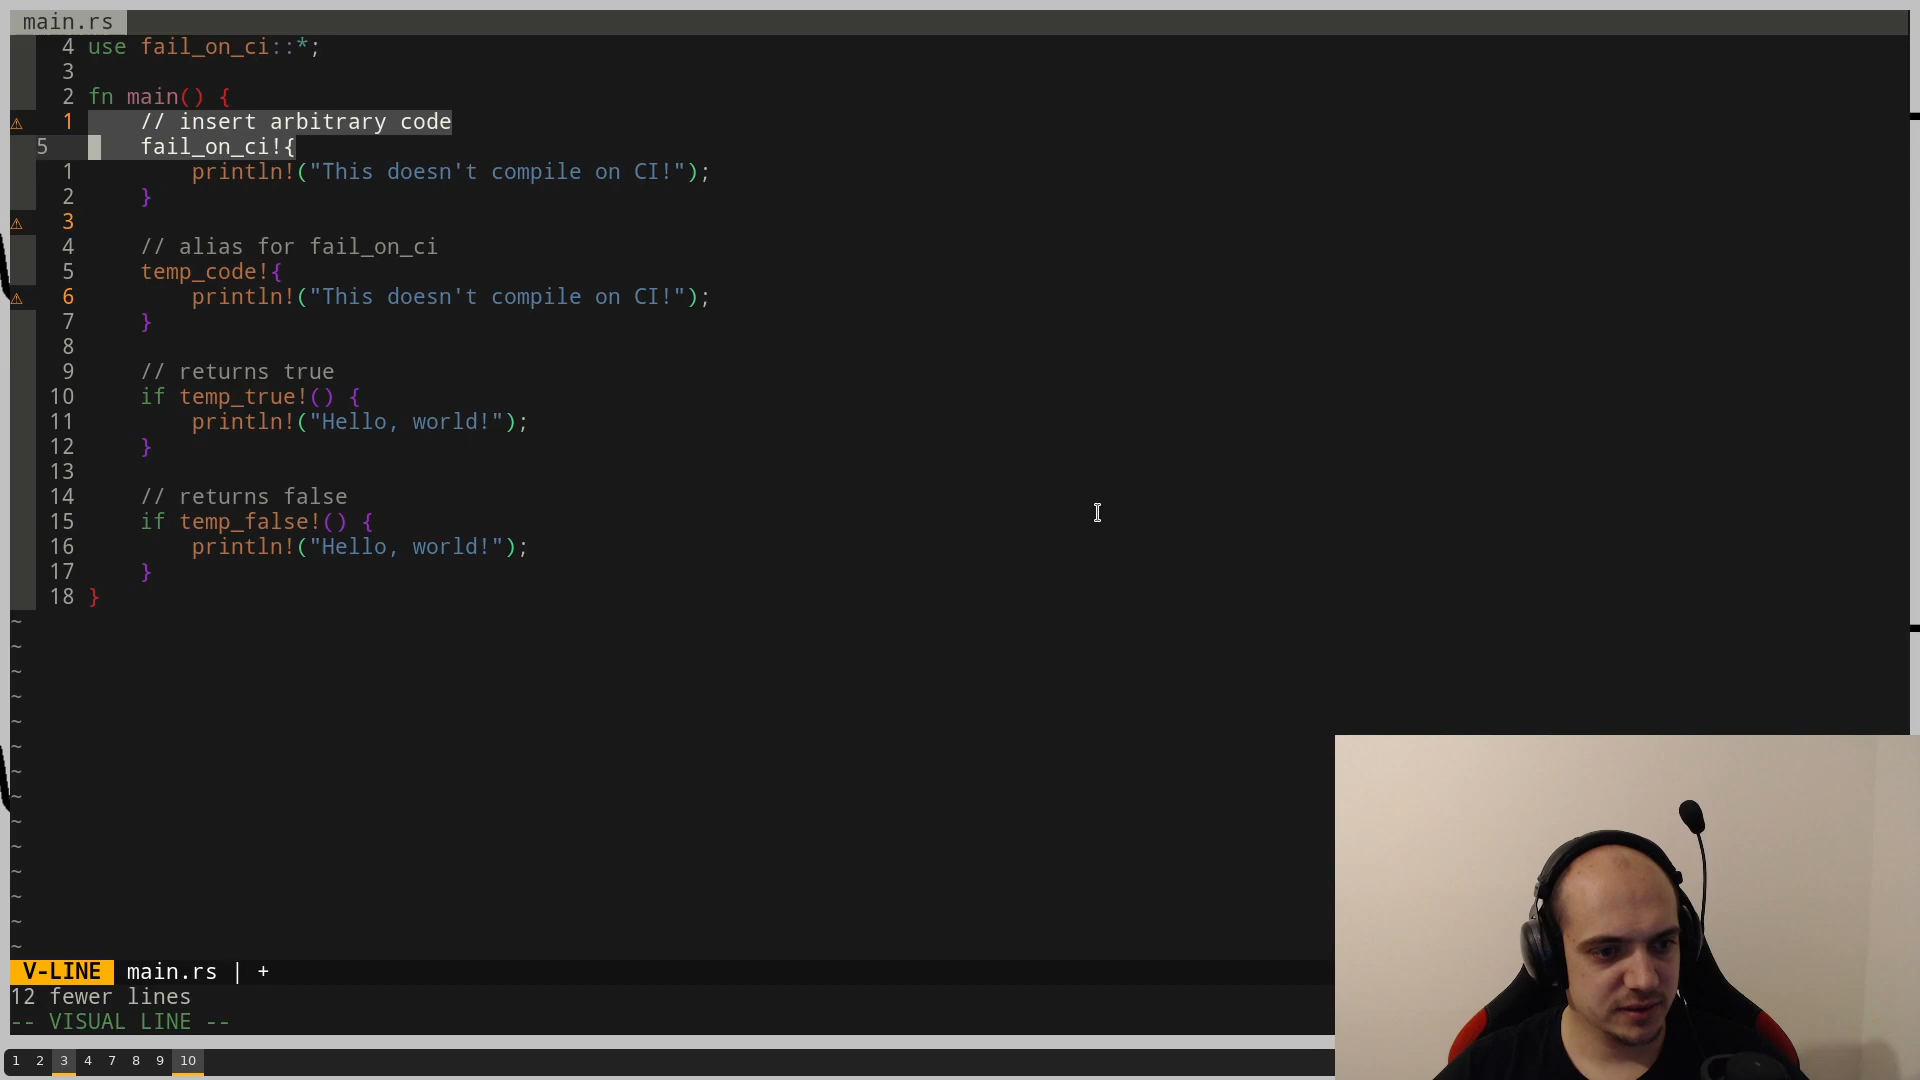 main.rs
4 use fail_on_ci::*;
3
2 fn main() {
⚠ 1     // insert arbitrary code
5     fail_on_ci!{
1         println!("This doesn't compile on CI!");
2     }
⚠ 3
4     // alias for fail_on_ci
5     temp_code!{
⚠ 6         println!("This doesn't compile on CI!");
7     }
8
9     // returns true
10     if temp_true!() {
11         println!("Hello, world!");
12     }
13
14     // returns false
15     if temp_false!() {
16         println!("Hello, world!");
17     }
18 }
~
~
~
~
~
~
~
~
~
~
~
~
~
~
V-LINE main.rs | +
12 fewer lines
-- VISUAL LINE --
1 2 3 4 7 8 9 10